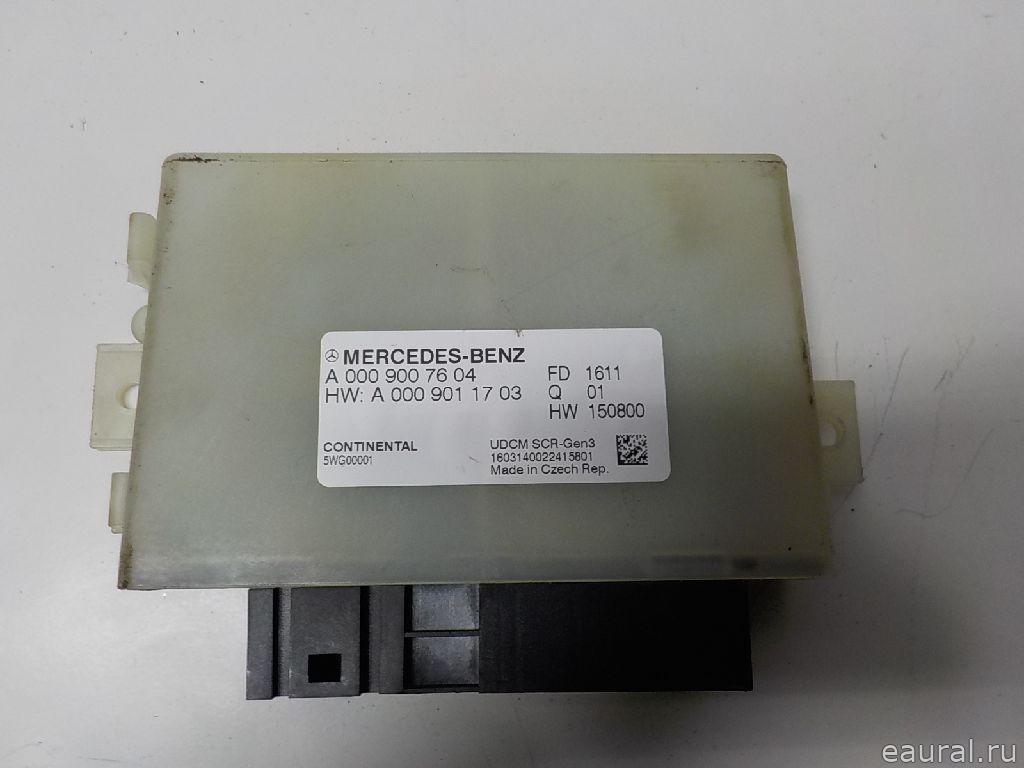 MERCEDES-BENZ
A 000 900 76 04
HW: A 000 901 17 03
FD 1611
Q 01
HW 150800
CONTINENTAL
5WG00001
UDCM SCR-Gen3
1603140022415801
Made in Czech Rep.
eaural.ru